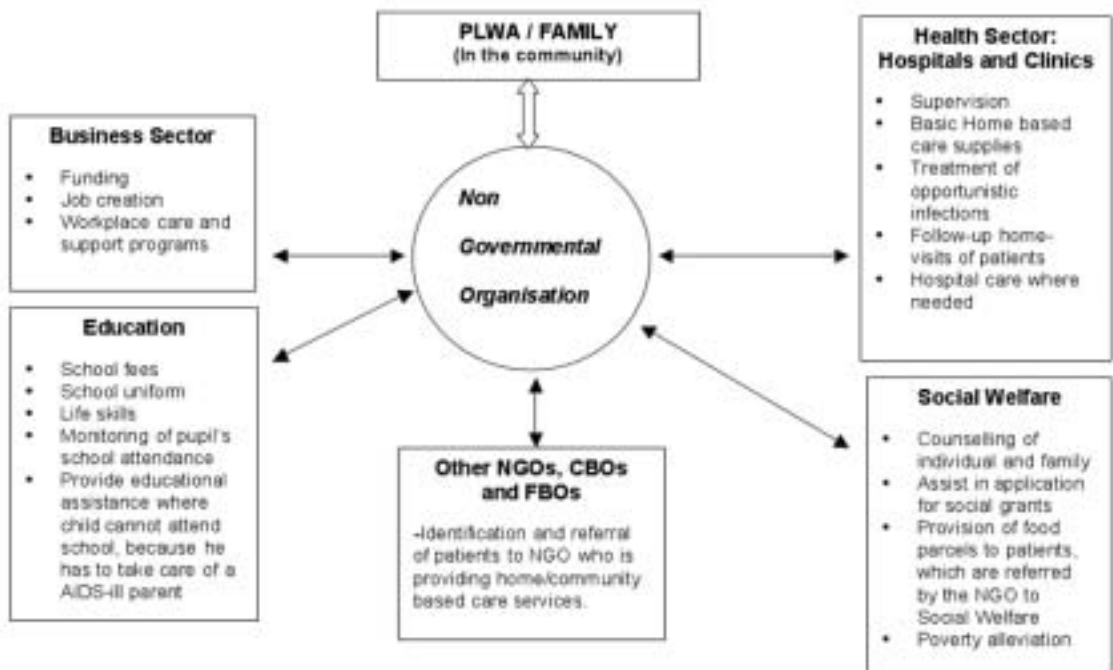 PLWA / FAMILY
(In the community)
Health Sector:
Hospitals and Clinics
• Supervision
• Basic Home based
care supplies
• Treatment of
opportunistic
infections
• Follow-up home-
visits of patients
• Hospital care where
needed
Business Sector
• Funding
• Job creation
• Workplace care and
support programs
Non
Governmental
Organisation
Education
• School fees
• School uniform
• Life skills
• Monitoring of pupil's
school attendance
• Provide educational
assistance where
child cannot attend
school, because he
has to take care of a
AIDS-ill parent
Other NGOs, CBOs
and FBOs
-Identification and referral
of patients to NGO who is
providing home/community
based care services.
Social Welfare
• Counselling of
individual and family
• Assist in application
for social grants
• Provision of food
parcels to patients,
which are referred
by the NGO to
Social Welfare
• Poverty alleviation